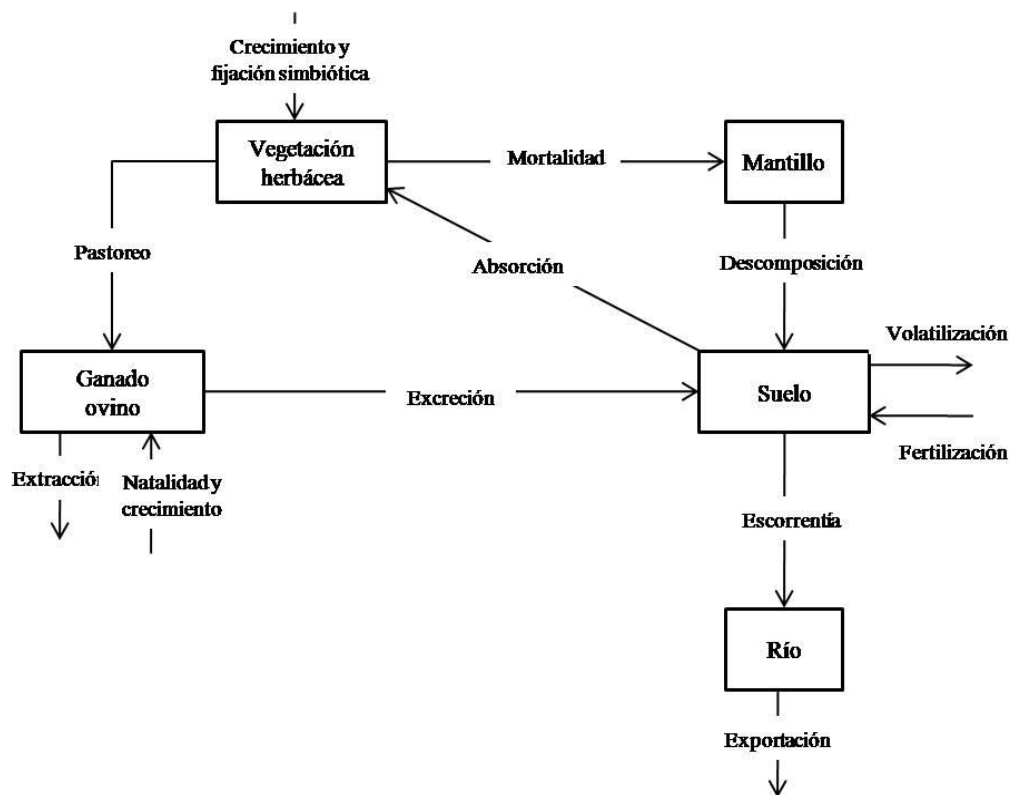 Crecimiento y
fijación simbiótica
Vegetación
herbácea
Mortalidad
Mantillo
Pastoreo
Absorción
Descomposición
Volatilización
Ganado
ovino
Excreción
Suelo
Fertilización
Extracción
Natalidad y
crecimiento
Escorrentía
Río
Exportación